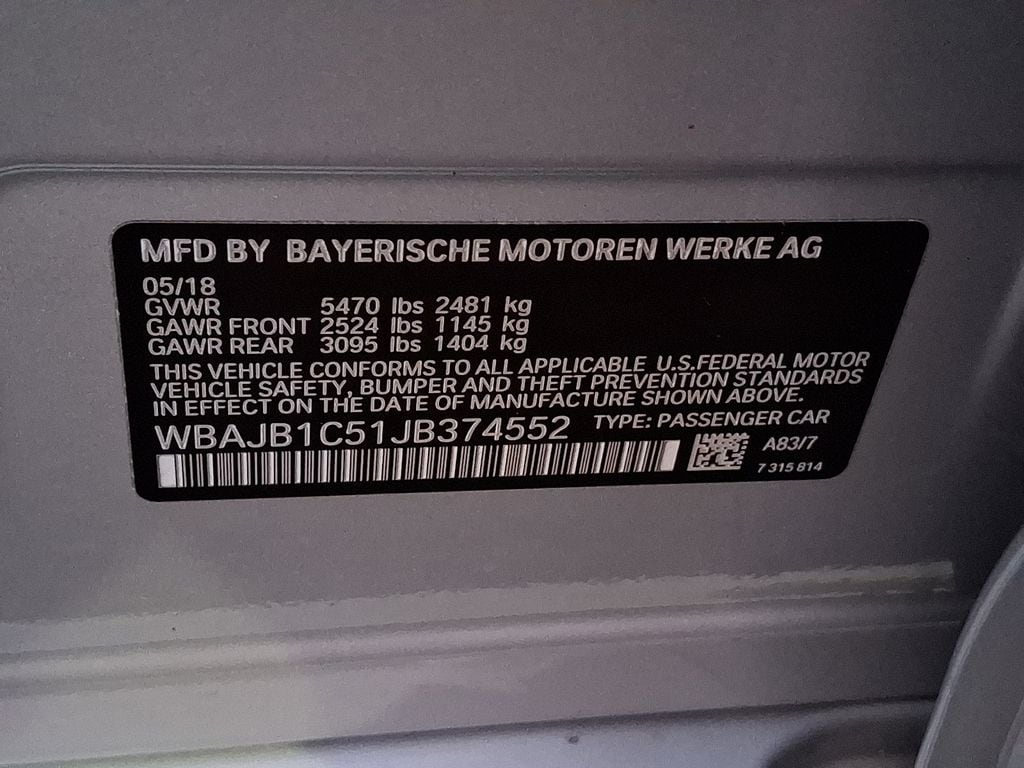 MFD BY BAYERISCHE MOTOREN WERKE AG
05/18
GVWR 5470 lbs 2481 kg
GAWR FRONT 2524 lbs 1145 kg
GAWR REAR 3095 lbs 1404 kg
THIS VEHICLE CONFORMS TO ALL APPLICABLE U.S.FEDERAL MOTOR
VEHICLE SAFETY, BUMPER AND THEFT PREVENTION STANDARDS
IN EFFECT ON THE DATE OF MANUFACTURE SHOWN ABOVE.
WBAJB1C51JB374552 TYPE: PASSENGER CAR
A83/7
7 315 814